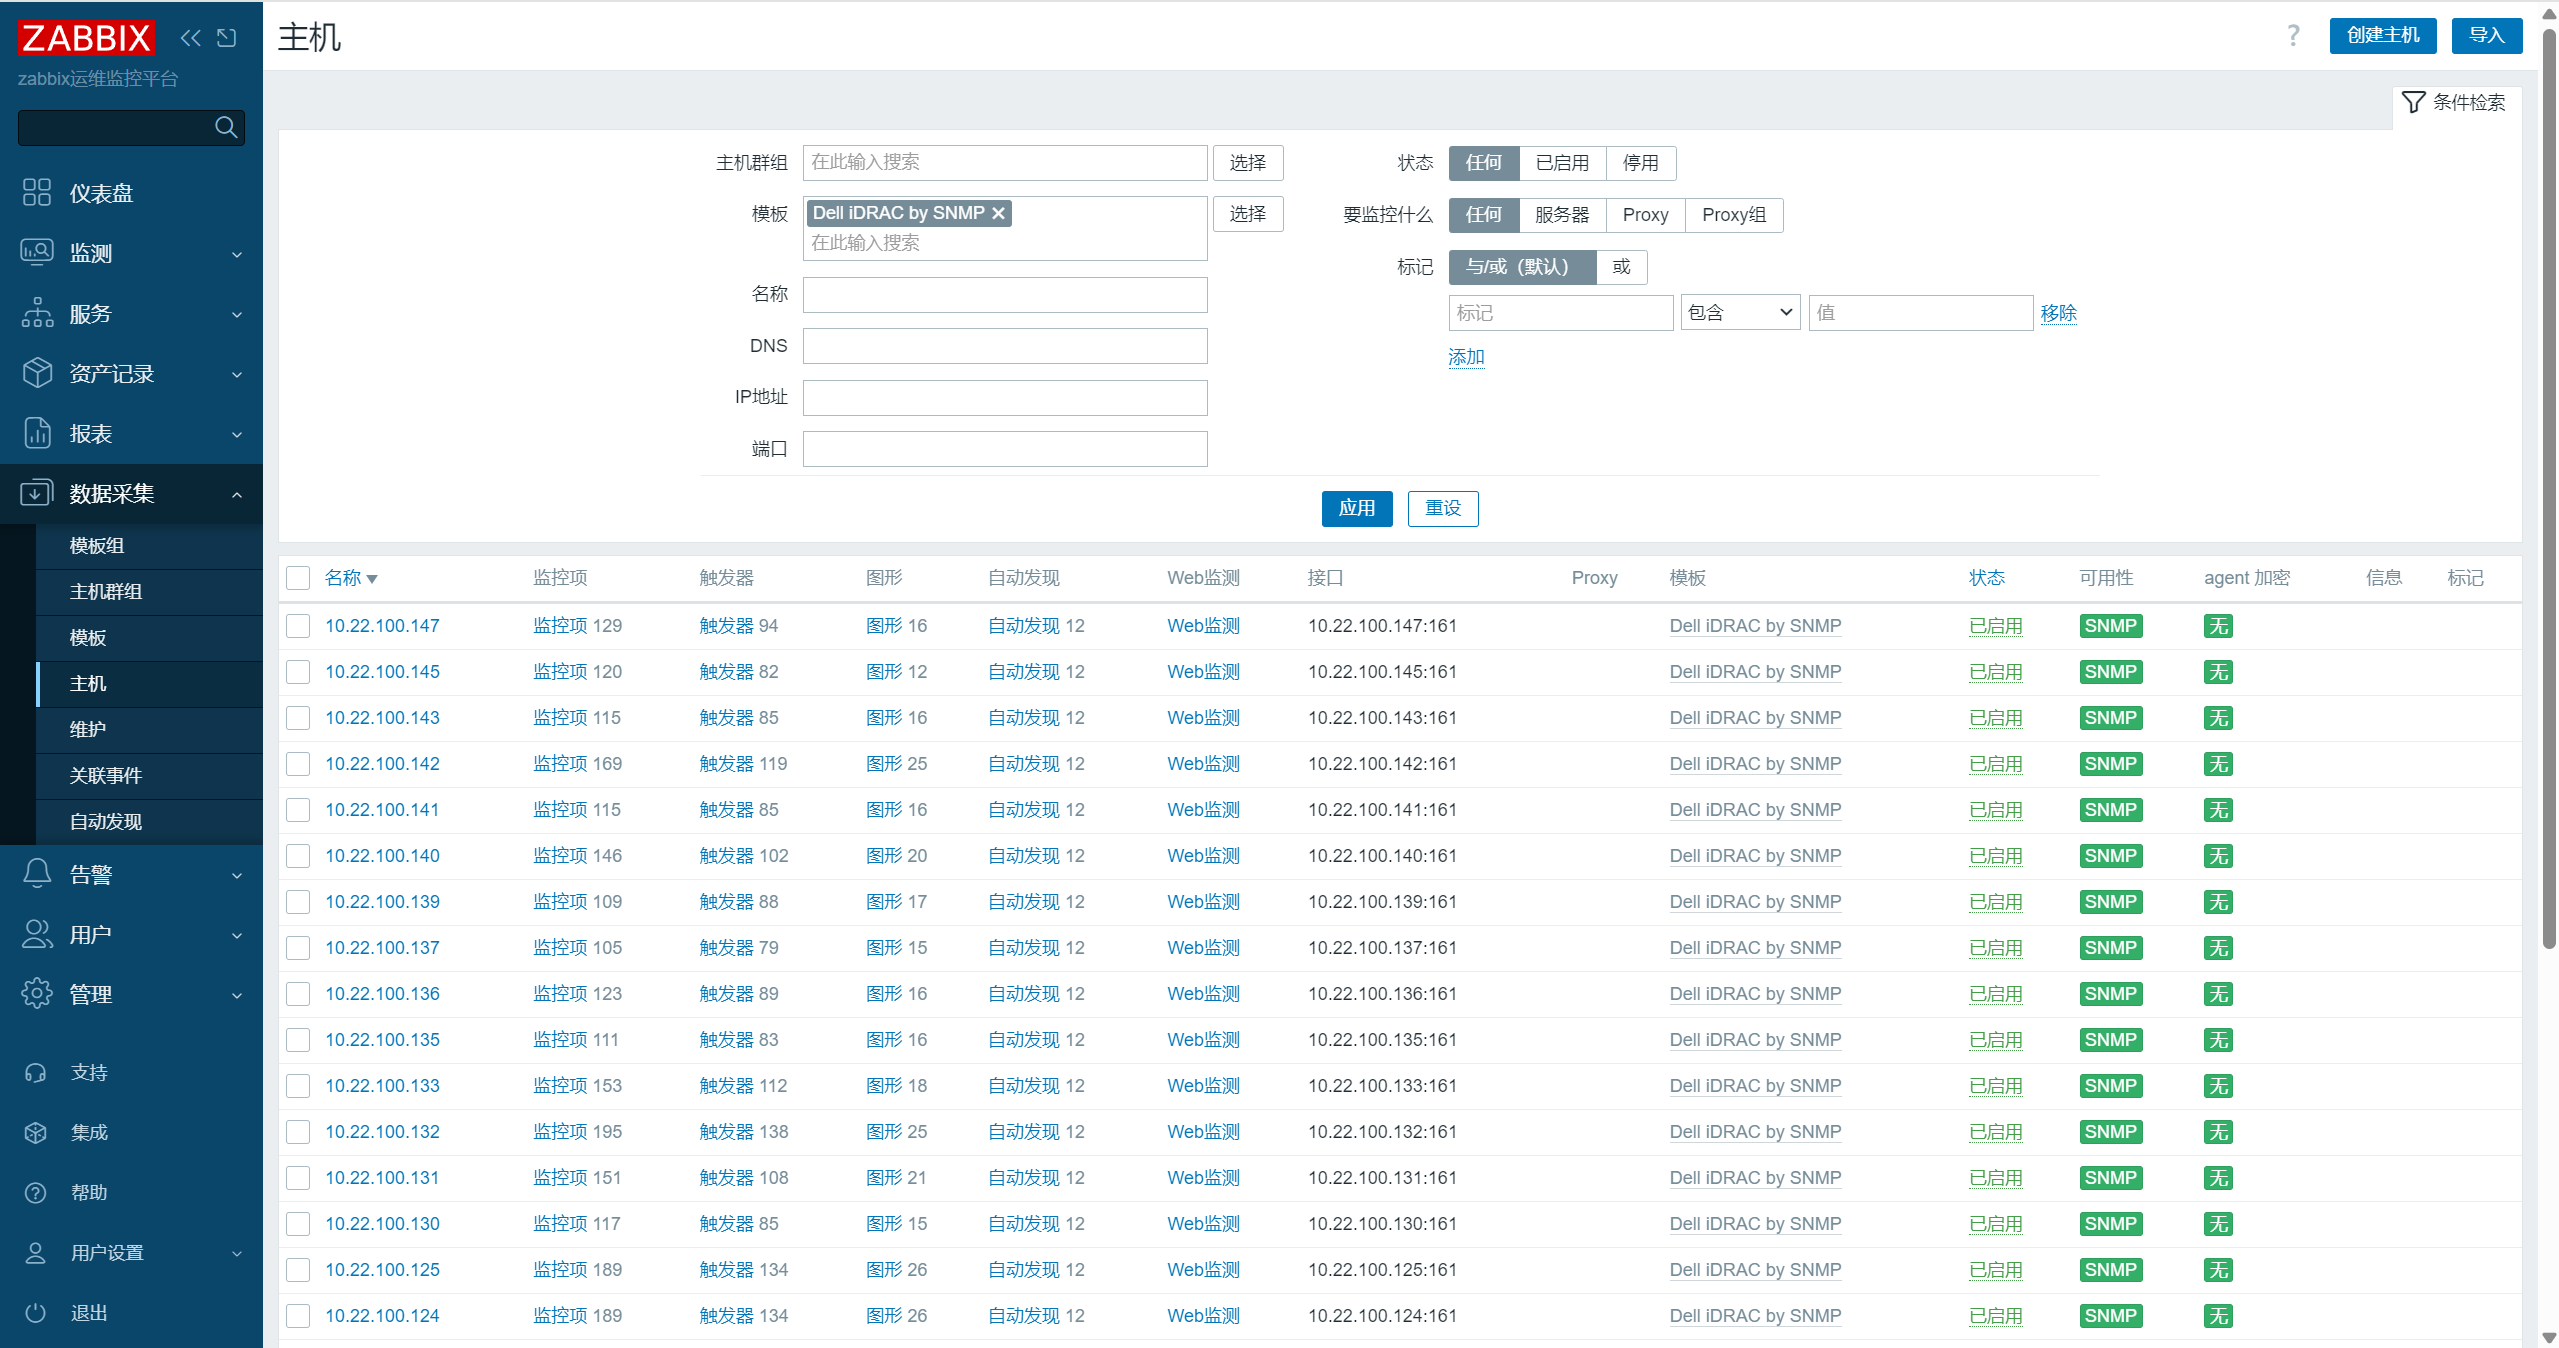 ZABBIX
zabbix运维监控平台
仪表盘
监测
服务
资产记录
报表
数据采集
模板组
主机群组
模板
主机
维护
关联事件
自动发现
告警
用户
管理
支持
集成
帮助
用户设置
退出
主机
? 创建主机 导入
条件检索
主机群组 在此输入搜索 选择
模板 Dell iDRAC by SNMP 选择
在此输入搜索
名称
DNS
IP地址
端口
状态 任何 已启用 停用
要监控什么 任何 服务器 Proxy Proxy组
标记 与/或（默认） 或
标记 包含 值 移除
添加
应用 重设
名称 监控项 触发器 图形 自动发现 Web监测 接口 Proxy 模板 状态 可用性 agent 加密 信息 标记
10.22.100.147 监控项 129 触发器 94 图形 16 自动发现 12 Web监测 10.22.100.147:161 Dell iDRAC by SNMP 已启用 SNMP 无
10.22.100.145 监控项 120 触发器 82 图形 12 自动发现 12 Web监测 10.22.100.145:161 Dell iDRAC by SNMP 已启用 SNMP 无
10.22.100.143 监控项 115 触发器 85 图形 16 自动发现 12 Web监测 10.22.100.143:161 Dell iDRAC by SNMP 已启用 SNMP 无
10.22.100.142 监控项 169 触发器 119 图形 25 自动发现 12 Web监测 10.22.100.142:161 Dell iDRAC by SNMP 已启用 SNMP 无
10.22.100.141 监控项 115 触发器 85 图形 16 自动发现 12 Web监测 10.22.100.141:161 Dell iDRAC by SNMP 已启用 SNMP 无
10.22.100.140 监控项 146 触发器 102 图形 20 自动发现 12 Web监测 10.22.100.140:161 Dell iDRAC by SNMP 已启用 SNMP 无
10.22.100.139 监控项 109 触发器 88 图形 17 自动发现 12 Web监测 10.22.100.139:161 Dell iDRAC by SNMP 已启用 SNMP 无
10.22.100.137 监控项 105 触发器 79 图形 15 自动发现 12 Web监测 10.22.100.137:161 Dell iDRAC by SNMP 已启用 SNMP 无
10.22.100.136 监控项 123 触发器 89 图形 16 自动发现 12 Web监测 10.22.100.136:161 Dell iDRAC by SNMP 已启用 SNMP 无
10.22.100.135 监控项 111 触发器 83 图形 16 自动发现 12 Web监测 10.22.100.135:161 Dell iDRAC by SNMP 已启用 SNMP 无
10.22.100.133 监控项 153 触发器 112 图形 18 自动发现 12 Web监测 10.22.100.133:161 Dell iDRAC by SNMP 已启用 SNMP 无
10.22.100.132 监控项 195 触发器 138 图形 25 自动发现 12 Web监测 10.22.100.132:161 Dell iDRAC by SNMP 已启用 SNMP 无
10.22.100.131 监控项 151 触发器 108 图形 21 自动发现 12 Web监测 10.22.100.131:161 Dell iDRAC by SNMP 已启用 SNMP 无
10.22.100.130 监控项 117 触发器 85 图形 15 自动发现 12 Web监测 10.22.100.130:161 Dell iDRAC by SNMP 已启用 SNMP 无
10.22.100.125 监控项 189 触发器 134 图形 26 自动发现 12 Web监测 10.22.100.125:161 Dell iDRAC by SNMP 已启用 SNMP 无
10.22.100.124 监控项 189 触发器 134 图形 26 自动发现 12 Web监测 10.22.100.124:161 Dell iDRAC by SNMP 已启用 SNMP 无